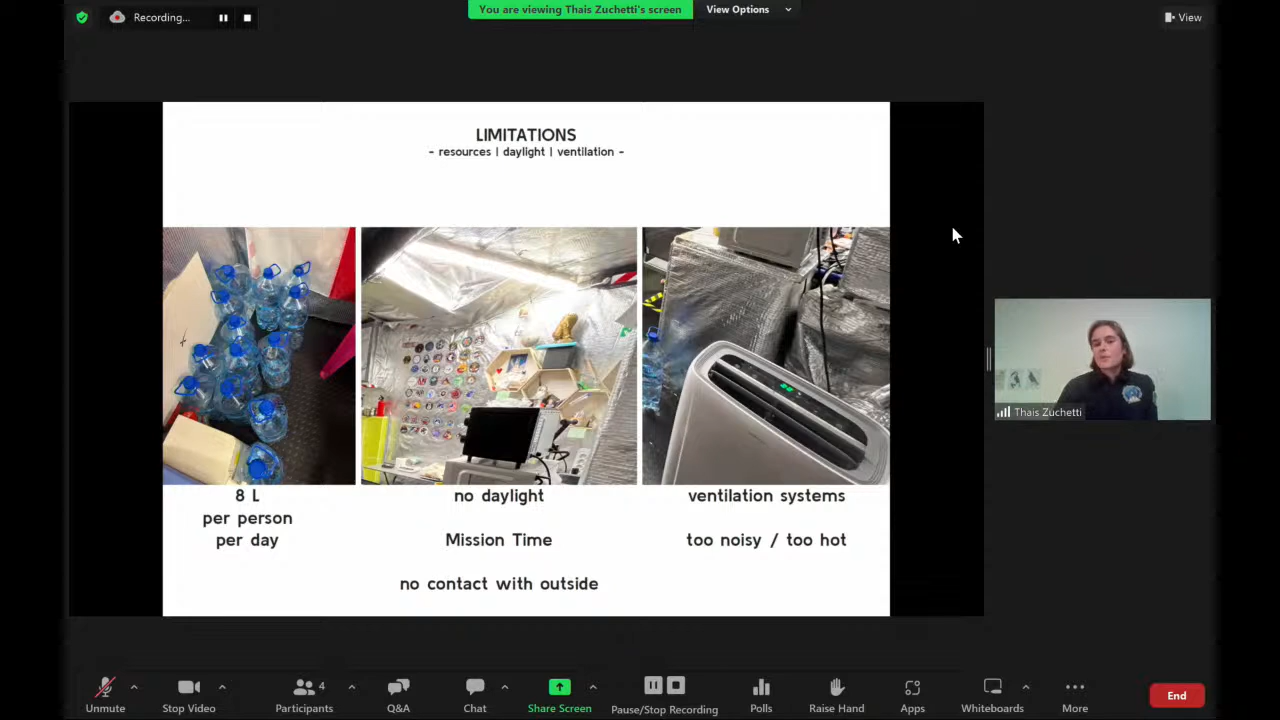 Recording...
You are viewing Thais Zuchetti's screen
View Options
View
LIMITATIONS
- resources | daylight | ventilation -
8 L
per person
per day
no daylight
Mission Time
no contact with outside
ventilation systems
too noisy / too hot
Thais Zuchetti
Unmute
Stop Video
4
Participants
Q&A
Chat
Share Screen
Pause/Stop Recording
Polls
Raise Hand
Apps
Whiteboards
More
End